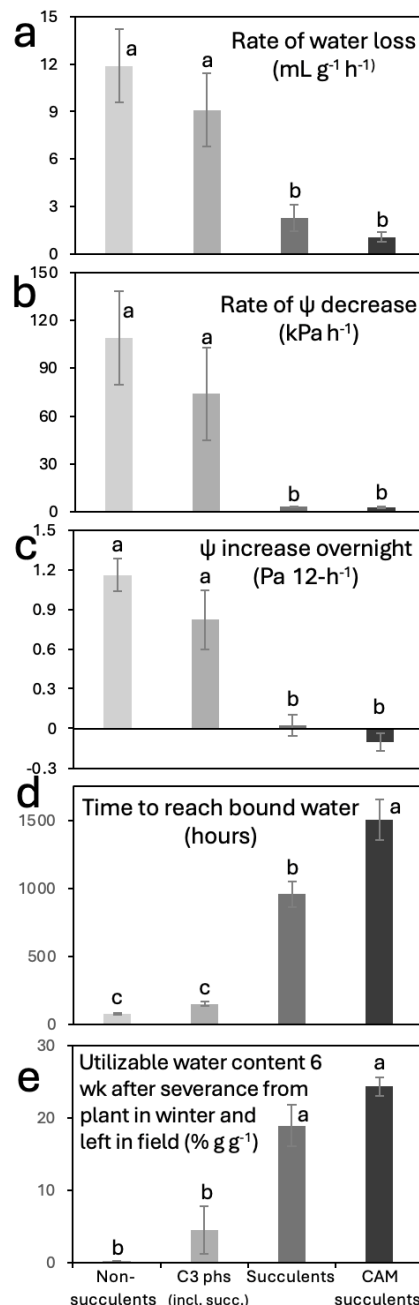 a
Rate of water loss
(mL g⁻¹ h⁻¹)
15
12
9
6
3
0
a
a
b
b
b
Rate of ψ decrease
(kPa h⁻¹)
150
120
90
60
30
0
a
a
b
b
c
ψ increase overnight
(Pa 12-h⁻¹)
1.5
1.2
0.9
0.6
0.3
0
-0.3
a
a
b
b
d
Time to reach bound water
(hours)
1500
1000
500
0
c
c
b
a
e
Utilizable water content 6
wk after severance from
plant in winter and
left in field (% g g⁻¹)
30
20
10
0
b
b
a
a
Non-
succulents
C3 phs
(incl. succ.)
Succulents
CAM
succulents